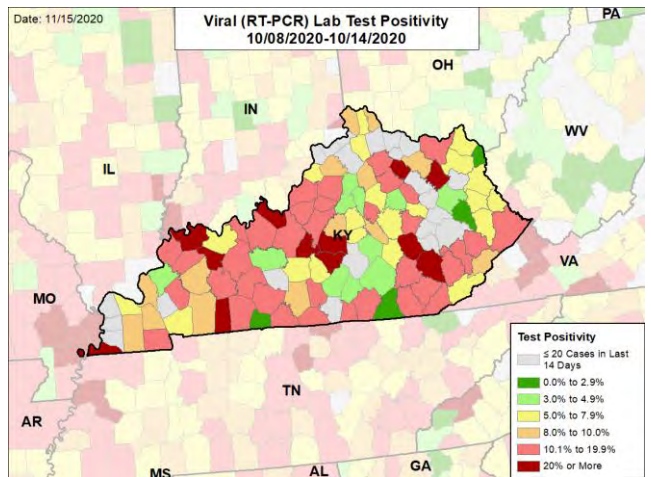 Date: 11/15/2020
Viral (RT-PCR) Lab Test Positivity
10/08/2020-10/14/2020
PA
OH
IN
WV
IL
KY
VA
MO
TN
AR
MS
AL
GA
Test Positivity
≤ 20 Cases in Last
14 Days
0.0% to 2.9%
3.0% to 4.9%
5.0% to 7.9%
8.0% to 10.0%
10.1% to 19.9%
20% or More